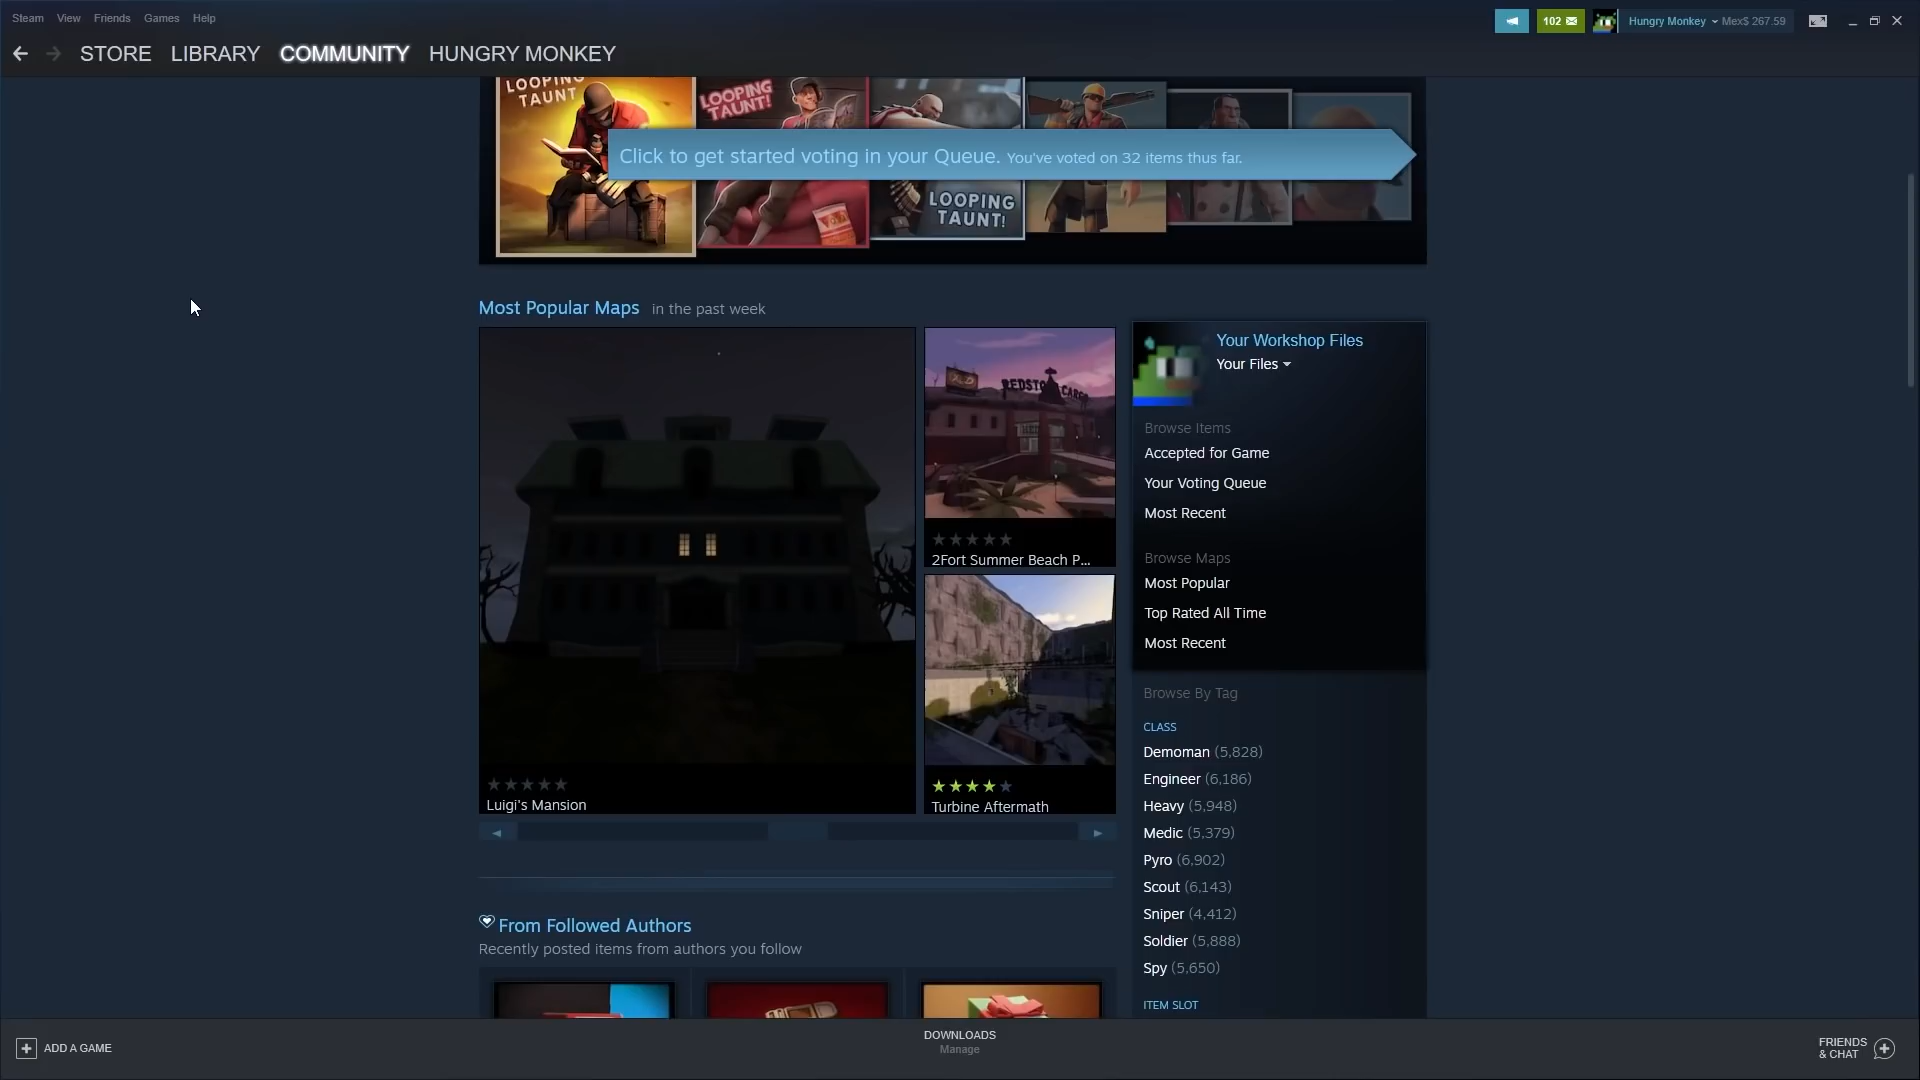 Steam View Friends Games Help
102
Hungry Monkey Mex$ 267.59
STORE LIBRARY COMMUNITY HUNGRY MONKEY
LOOPING
TAUNT
LOOPING
TAUNT!
Click to get started voting in your Queue. You've voted on 32 items thus far.
LOOPING
TAUNT!
Most Popular Maps in the past week
REDSTONE CARGO
Luigi's Mansion
2Fort Summer Beach P...
Turbine Aftermath
Your Workshop Files
Your Files
Browse Items
Accepted for Game
Your Voting Queue
Most Recent
Browse Maps
Most Popular
Top Rated All Time
Most Recent
Browse By Tag
CLASS
Demoman (5,828)
Engineer (6,186)
Heavy (5,948)
Medic (5,379)
Pyro (6,902)
Scout (6,143)
Sniper (4,412)
Soldier (5,888)
Spy (5,650)
ITEM SLOT
From Followed Authors
Recently posted items from authors you follow
ADD A GAME
DOWNLOADS
Manage
FRIENDS
& CHAT